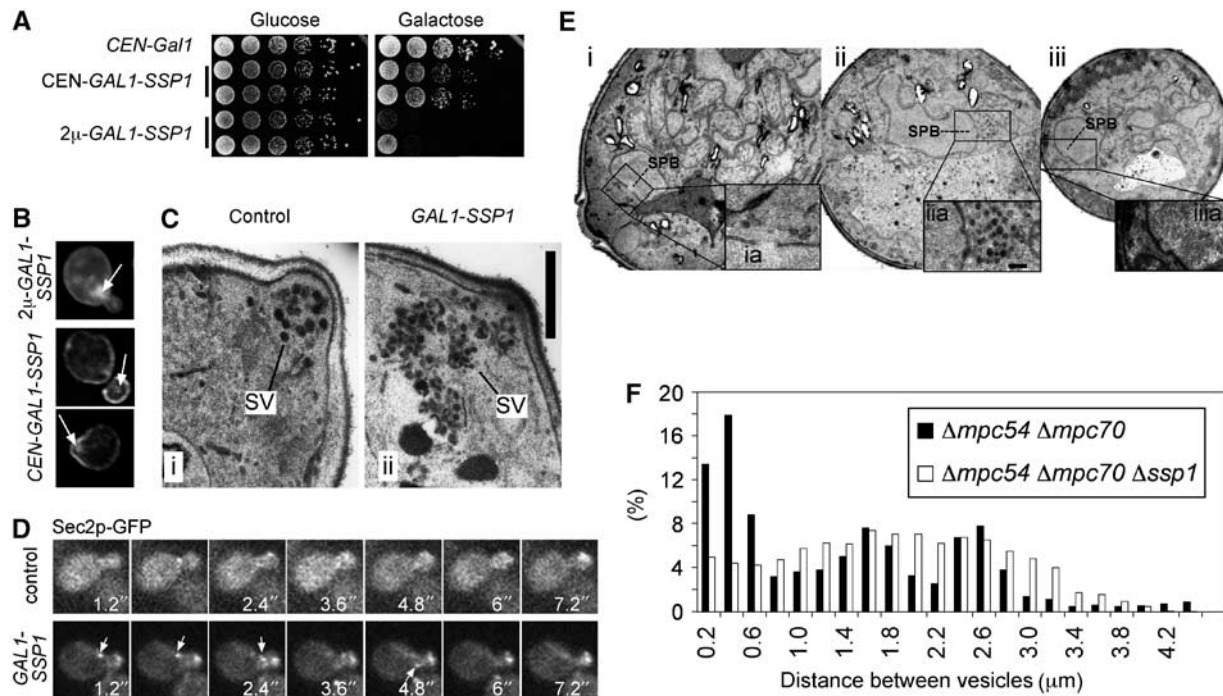 A
Glucose
Galactose
CEN-Gal1
CEN-GAL1-SSP1
2μ-GAL1-SSP1
B
2μ-GAL1-
SSP1
CEN-GAL1-SSP1
C
Control
GAL1-SSP1
SV
SV
i
ii
D
Sec2p-GFP
control
1.2″
2.4″
3.6″
4.8″
6″
7.2″
GAL1-
SSP1
1.2″
2.4″
3.6″
4.8″
6″
7.2″
E
i
ii
iii
SPB
SPB
SPB
ia
iia
iiia
F
20
16
12
8
4
0
(%)
Δmpc54 Δmpc70
Δmpc54 Δmpc70 Δssp1
0.2
0.6
1.0
1.4
1.8
2.2
2.6
3.0
3.4
3.8
4.2
Distance between vesicles (μm)